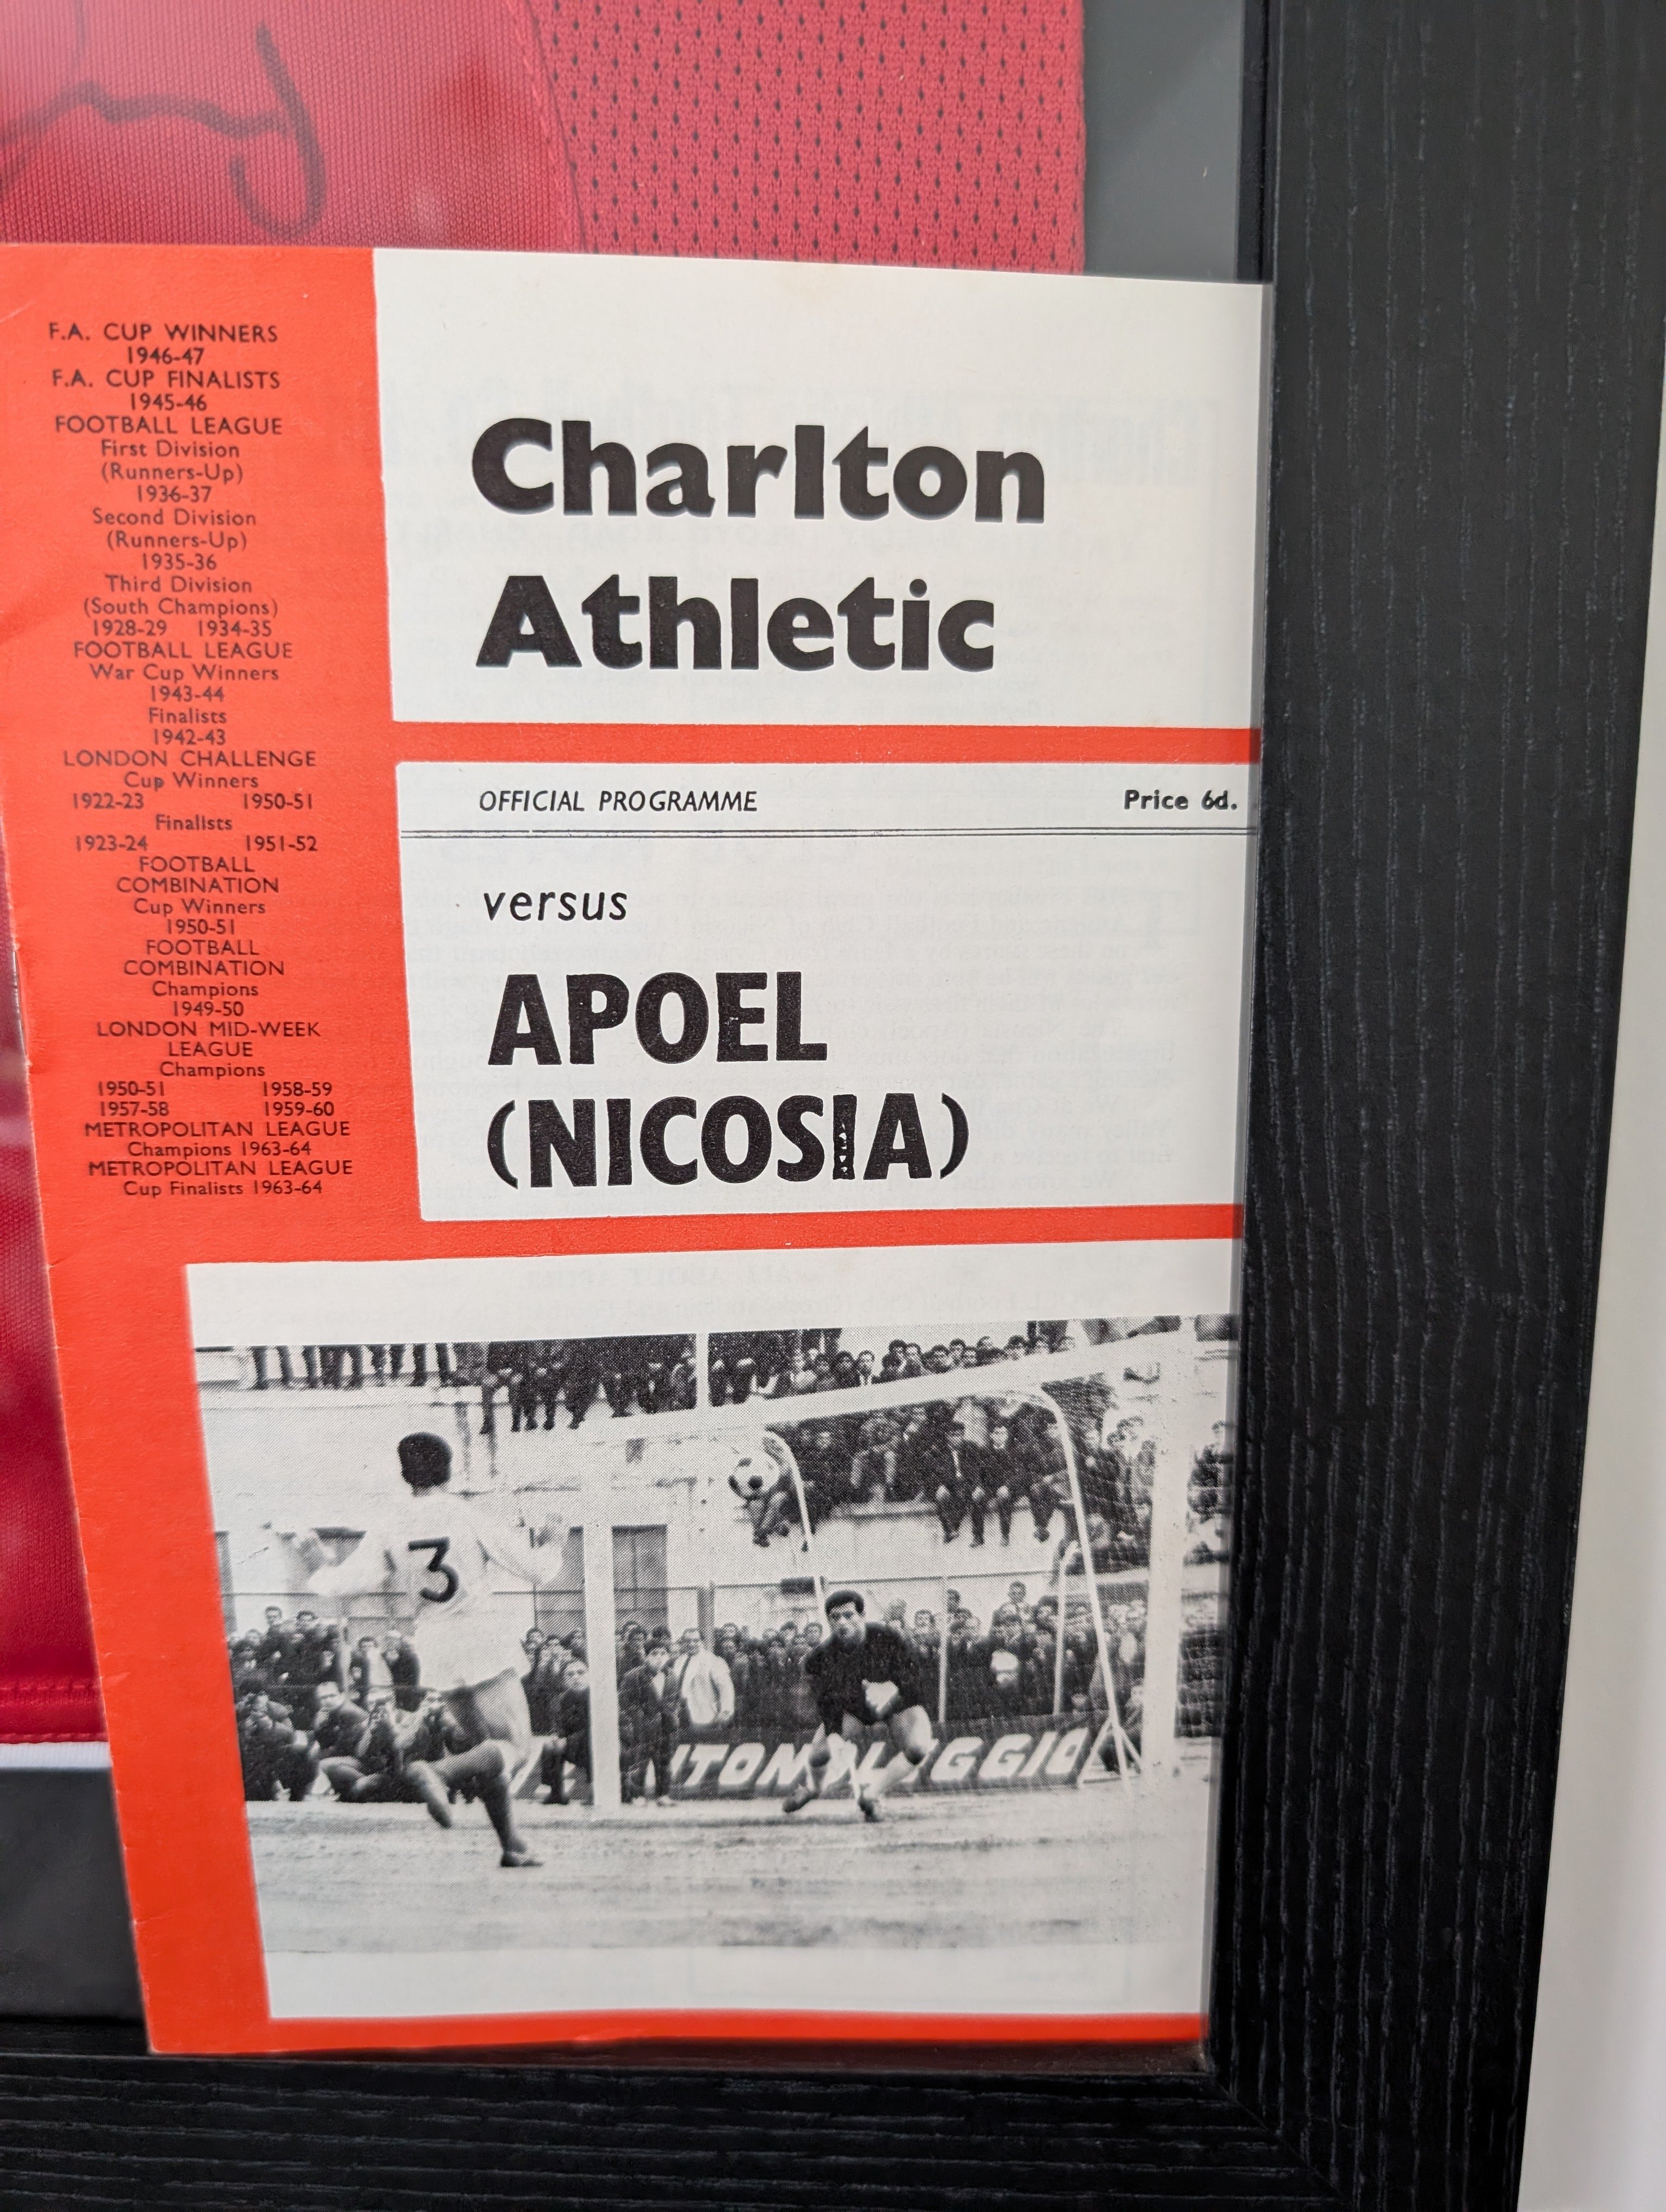 F.A. CUP WINNERS
1946-47
F.A. CUP FINALISTS
1945-46
FOOTBALL LEAGUE
First Division
(Runners-Up)
1936-37
Second Division
(Runners-Up)
1935-36
Third Division
(South Champions)
1928-29 1934-35
FOOTBALL LEAGUE
War Cup Winners
1943-44
Finalists
1942-43
LONDON CHALLENGE
Cup Winners
1922-23 1950-51
Finalists
1923-24 1951-52
FOOTBALL
COMBINATION
Cup Winners
1950-51
FOOTBALL
COMBINATION
Champions
1949-50
LONDON MID-WEEK
LEAGUE
Champions
1950-51 1958-59
1957-58 1959-60
METROPOLITAN LEAGUE
Champions 1963-64
METROPOLITAN LEAGUE
Cup Finalists 1963-64
Charlton
Athletic
OFFICIAL PROGRAMME Price 6d.
versus
APOEL
(NICOSIA)
3